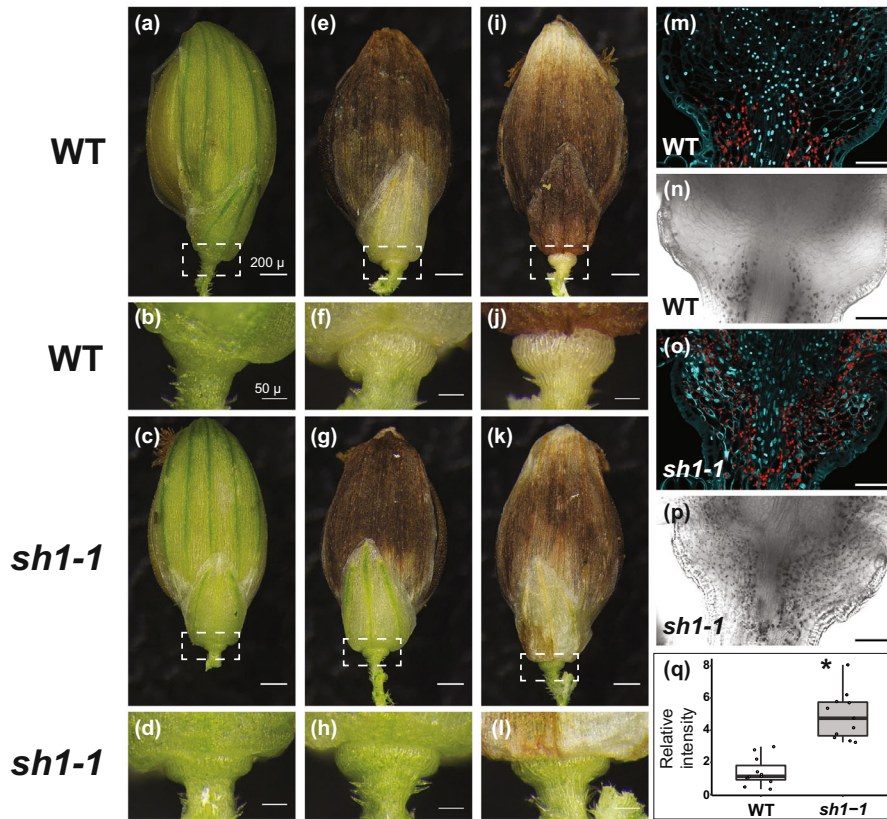 (a)
(e)
(i)
(m)
WT
200 µ
WT
(n)
WT
(b)
(f)
(j)
WT
50 µ
(o)
sh1-1
(c)
(g)
(k)
sh1-1
(p)
sh1-1
(d)
(h)
(l)
sh1-1
(q)
Relative
intensity
8
6
4
2
0
*
WT
sh1−1